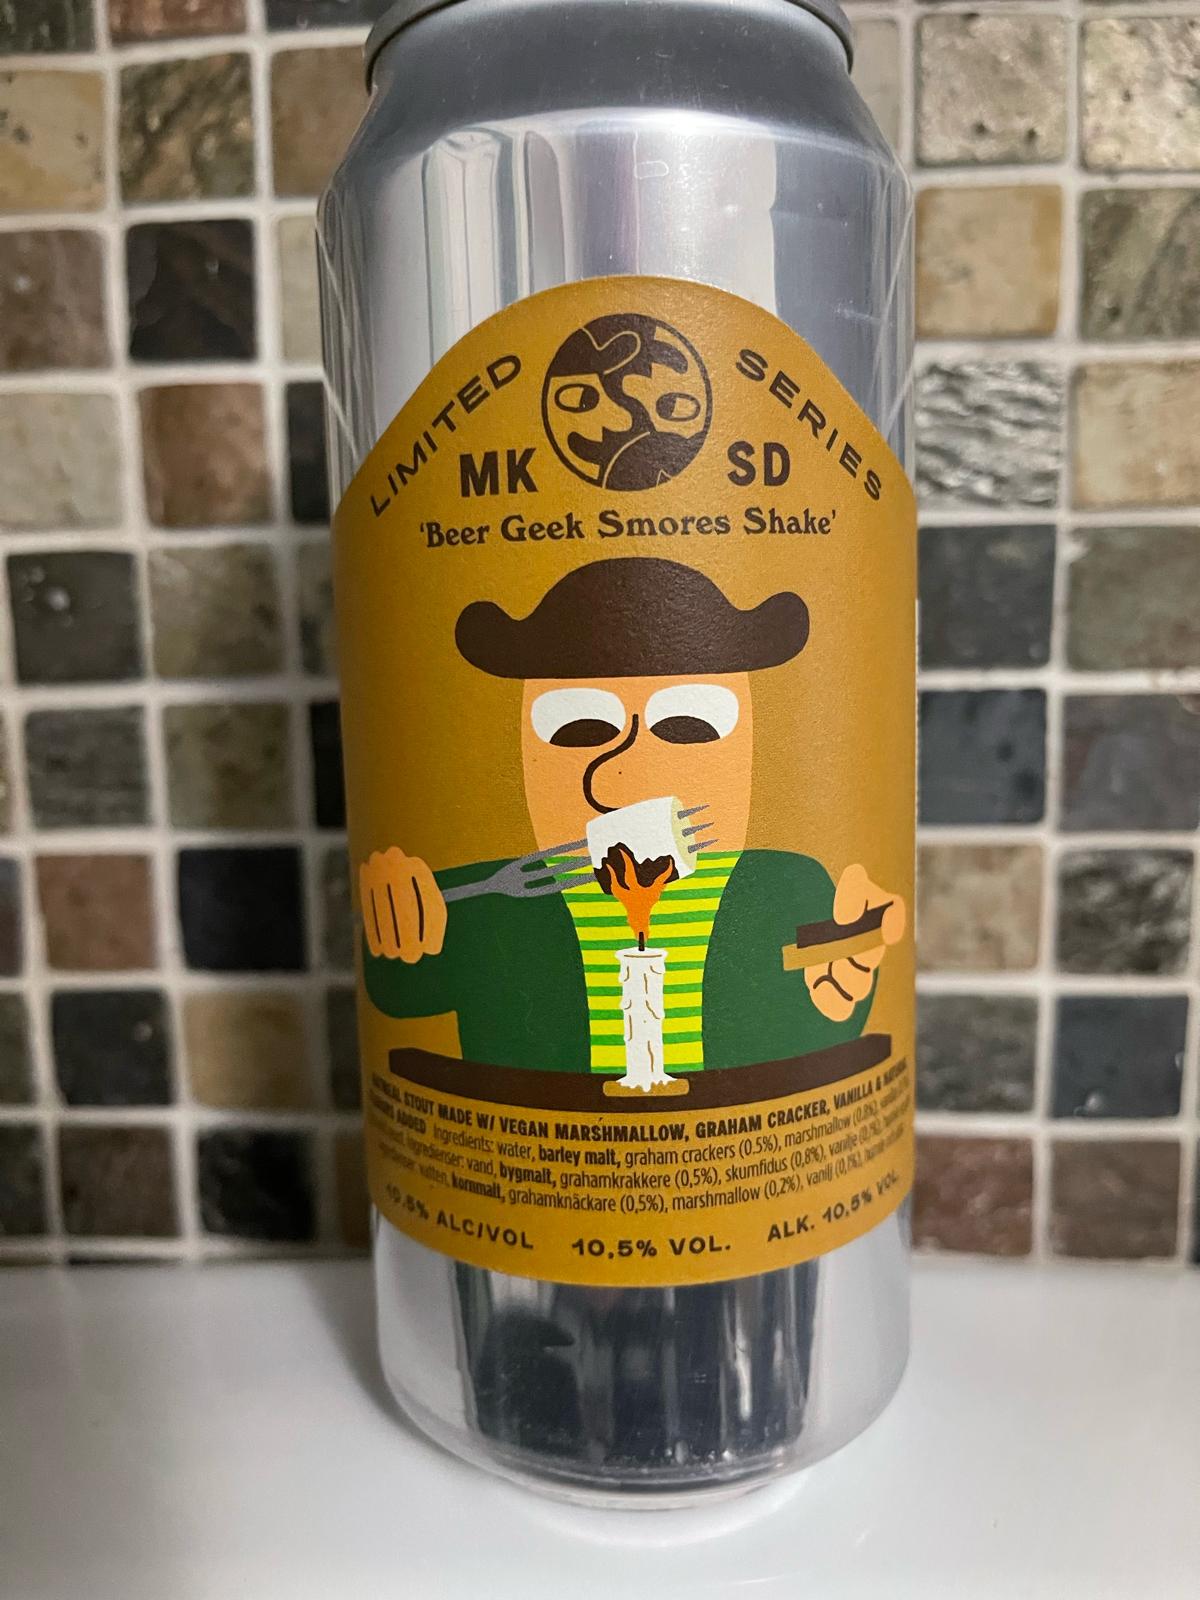 LIMITED SERIES
MK SD
'Beer Geek Smores Shake'
OATMEAL STOUT MADE W/ VEGAN MARSHMALLOW, GRAHAM CRACKER, VANILLA & NATURAL
FLAVOURS ADDED Ingredients: water, barley malt, graham crackers (0.5%), marshmallow (0,8%),
Ingredienser: vand, bygmalt, grahamkrakkere (0,5%), skumfidus (0,8%), vanilje (0,1%),
vatten, kornmalt, grahamknäckare (0,5%), marshmallow (0,2%), vanilj (0,1%),
10,5% ALC/VOL 10,5% VOL. ALK. 10,5% VOL.